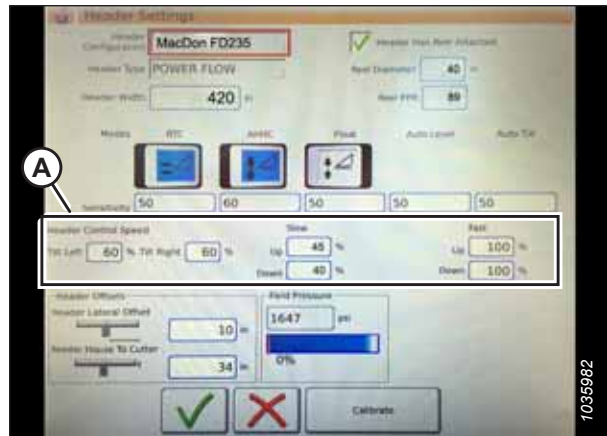 Header Settings
Header Configuration MacDon FD235 Header Has Reel Attached
Header Type POWER FLOW Reel Diameter 40 in
Header Width 420 in Reel PPR 89
Modes RTC AHHC Float Auto Level Auto Tilt
A
Sensitivity 50 60 50 50 50
Header Control Speed Slow Fast
Tilt Left 60 % Tilt Right 60 % Up 45 % Up 100 %
Down 40 % Down 100 %
Header Offsets Field Pressure
Header Lateral Offset 1647 psi
10 in
Feeder House To Cutter 0%
34 in
Calibrate
1035982